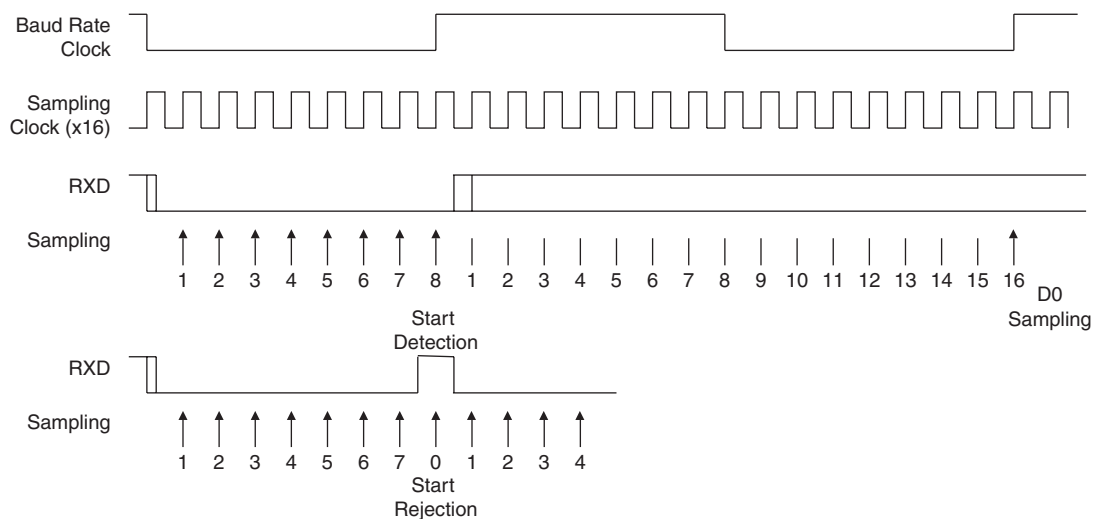 Baud Rate
Clock
Sampling
Clock (x16)
RXD
Sampling
1 2 3 4 5 6 7 8 1 2 3 4 5 6 7 8 9 10 11 12 13 14 15 16
D0
Sampling
Start
Detection
RXD
Sampling
1 2 3 4 5 6 7 0 1 2 3 4
Start
Rejection